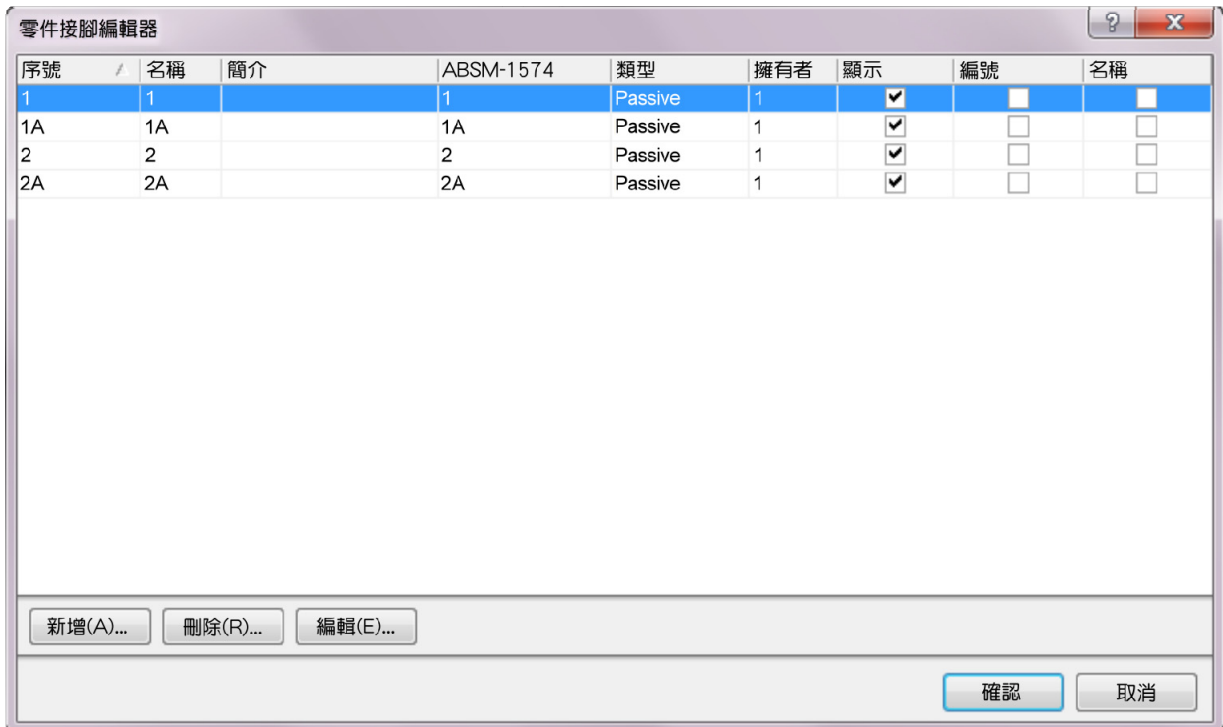 零件接腳編輯器
序號 名稱 簡介 ABSM-1574 類型 擁有者 顯示 編號 名稱
1 1 1 Passive 1
1A 1A 1A Passive 1
2 2 2 Passive 1
2A 2A 2A Passive 1
新增(A)... 刪除(R)... 編輯(E)...
確認 取消